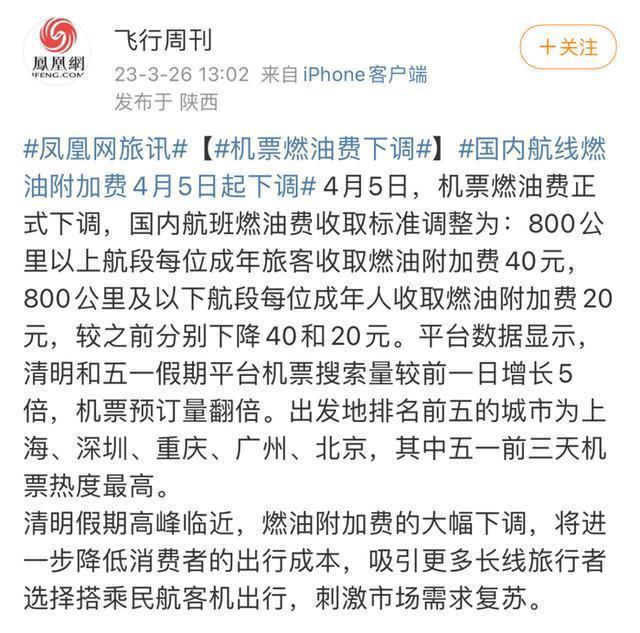 鳳凰網
IFENG.COM
飞行周刊
23-3-26 13:02 来自 iPhone客户端
发布于 陕西
+关注
#凤凰网旅讯#【#机票燃油费下调#】#国内航线燃
油附加费4月5日起下调# 4月5日，机票燃油费正
式下调，国内航班燃油费收取标准调整为：800公
里以上航段每位成年旅客收取燃油附加费40元，
800公里及以下航段每位成年人收取燃油附加费20
元，较之前分别下降40和20元。平台数据显示，
清明和五一假期平台机票搜索量较前一日增长5
倍，机票预订量翻倍。出发地排名前五的城市为上
海、深圳、重庆、广州、北京，其中五一前三天机
票热度最高。
清明假期高峰临近，燃油附加费的大幅下调，将进
一步降低消费者的出行成本，吸引更多长线旅行者
选择搭乘民航客机出行，刺激市场需求复苏。